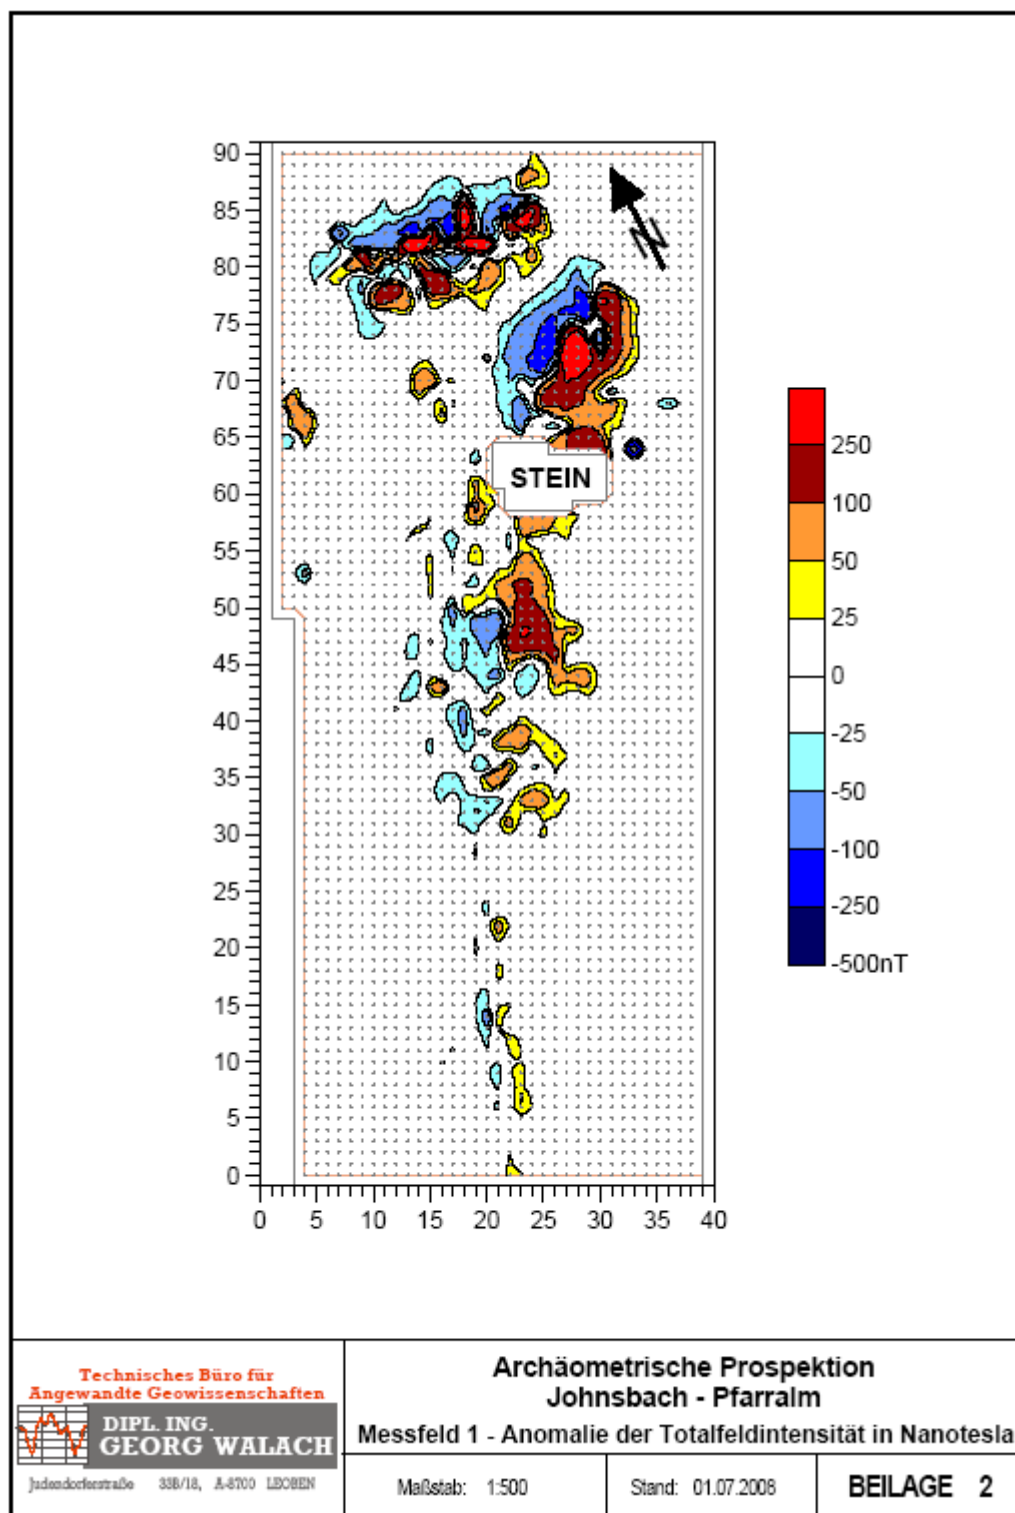 90
85
80
75
70
65
60
55
50
45
40
35
30
25
20
15
10
5
0
0 5 10 15 20 25 30 35 40
STEIN
N
250
100
50
25
0
-25
-50
-100
-250
-500nT
Technisches Büro für
Angewandte Geowissenschaften
DIPL. ING.
GEORG WALACH
Judendorferstraße 33B/18, A-8700 LEOBEN
Archäometrische Prospektion
Johnsbach - Pfarralm
Messfeld 1 - Anomalie der Totalfeldintensität in Nanotesla
Maßstab: 1:500
Stand: 01.07.2008
BEILAGE 2